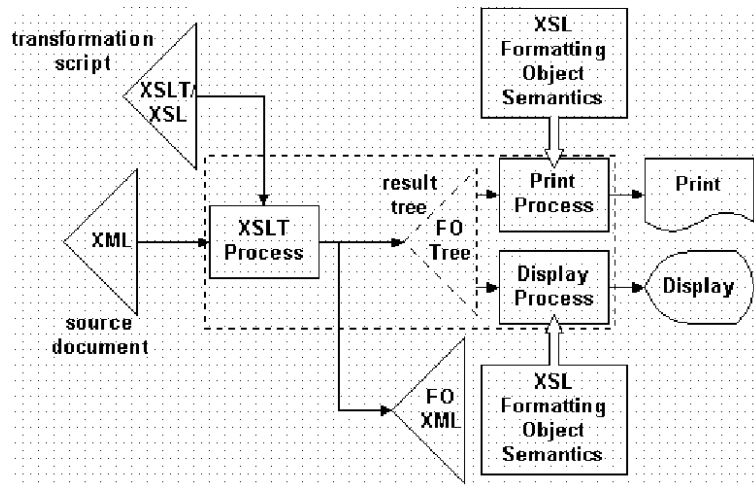 transformation
script
XSLT/
XSL
XSL
Formatting
Object
Semantics
result
tree
Print
Process
Print
XML
XSLT
Process
FO
Tree
Display
Process
Display
source
document
FO
XML
XSL
Formatting
Object
Semantics